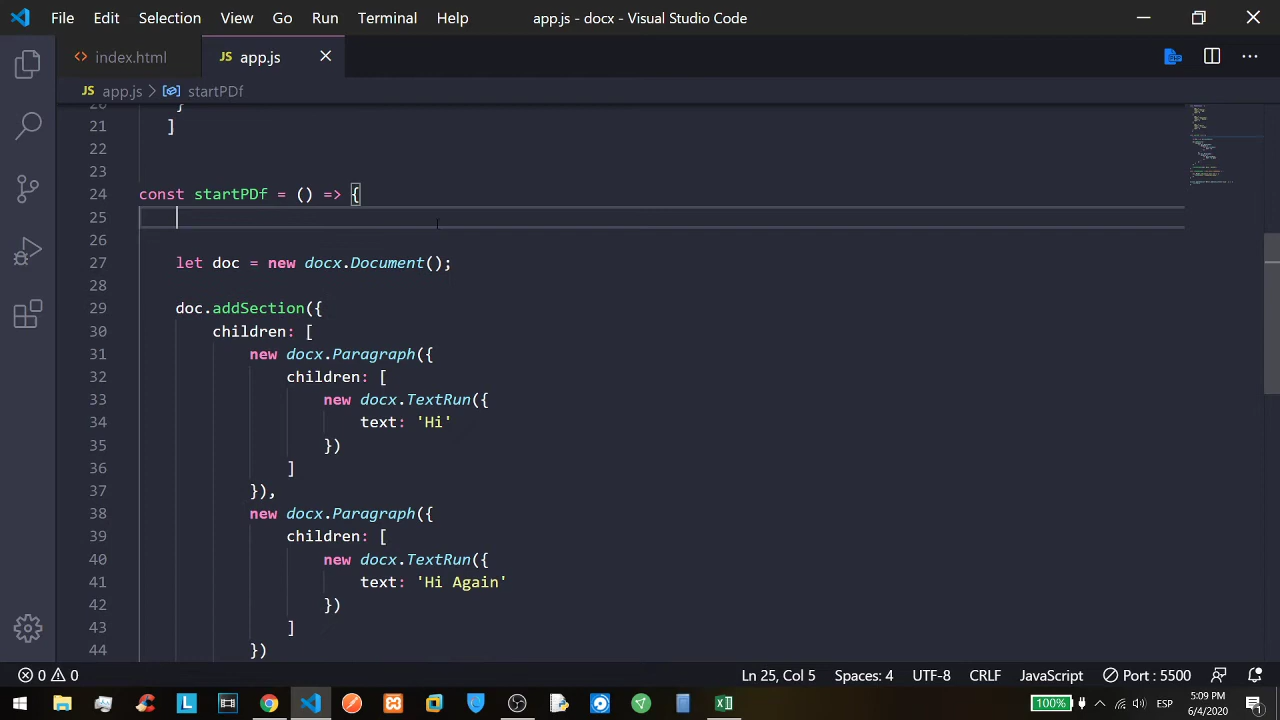 File Edit Selection View Go Run Terminal Help app.js - docx - Visual Studio Code
<> index.html JS app.js
JS app.js > startPDf
20 }
21 ]
22
23
24 const startPDf = () => {
25
26
27 let doc = new docx.Document();
28
29 doc.addSection({
30 children: [
31 new docx.Paragraph({
32 children: [
33 new docx.TextRun({
34 text: 'Hi'
35 })
36 ]
37 }),
38 new docx.Paragraph({
39 children: [
40 new docx.TextRun({
41 text: 'Hi Again'
42 })
43 ]
44 })
0 0 Ln 25, Col 5 Spaces: 4 UTF-8 CRLF JavaScript Port : 5500
L 100% ESP 5:09 PM
6/4/2020